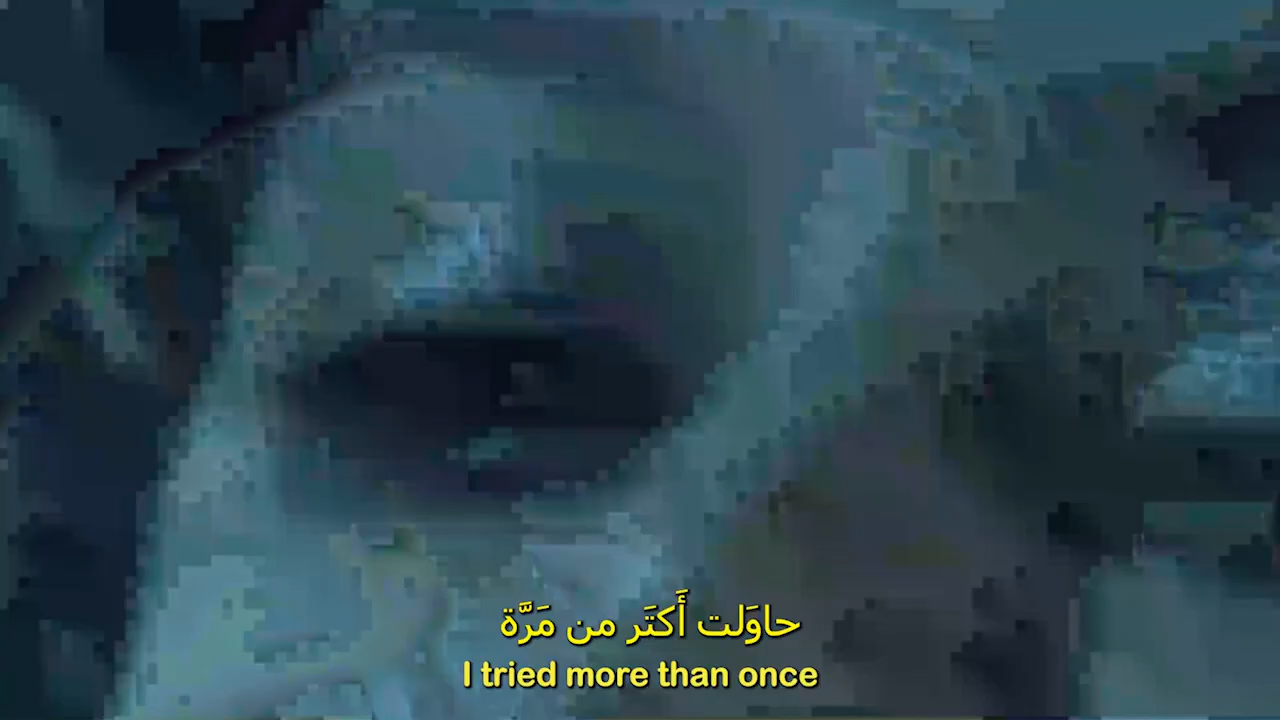 حاوَلت أَكتَر من مَرَّة
I tried more than once